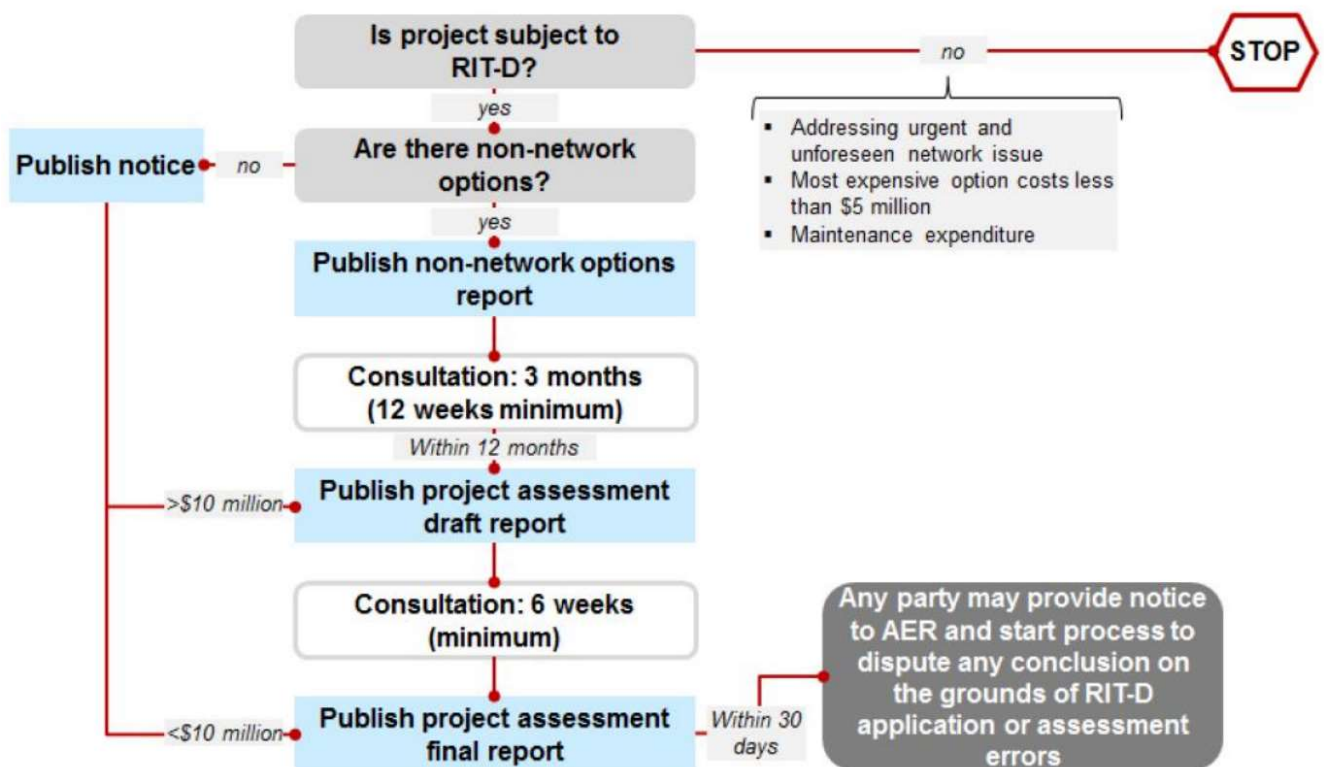 Is project subject to
RIT-D?
no
STOP
yes
▪ Addressing urgent and
unforeseen network issue
▪ Most expensive option costs less
than $5 million
▪ Maintenance expenditure
Publish notice
no
Are there non-network
options?
yes
Publish non-network options
report
Consultation: 3 months
(12 weeks minimum)
Within 12 months
>$10 million
Publish project assessment
draft report
Consultation: 6 weeks
(minimum)
<$10 million
Publish project assessment
final report
Within 30
days
Any party may provide notice
to AER and start process to
dispute any conclusion on
the grounds of RIT-D
application or assessment
errors